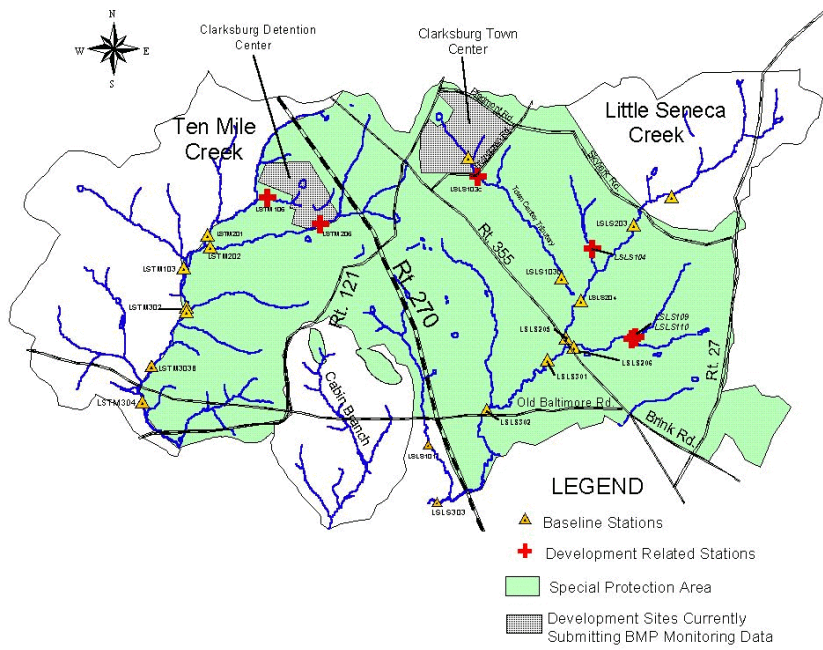 N
W
E
S
Clarksburg Detention
Center
Clarksburg Town
Center
Ten Mile
Creek
Little Seneca
Creek
Piedmont Rd.
Skylark Rd.
LSTM106
LSTM206
LSTM201
LSTM202
LSTM103
LSTM302
LSTM303B
LSTM304
LSLS103C
Town Center Tributary
LSLS203
LSLS104
LSLS103B
LSLS204
LSLS109
LSLS110
LSLS205
LSLS206
LSLS301
LSLS302
LSLS101
LSLS303
Rt. 355
Rt. 270
Rt. 121
Rt. 27
Cabin Branch
Old Baltimore Rd.
Brink Rd.
LEGEND
Baseline Stations
Development Related Stations
Special Protection Area
Development Sites Currently
Submitting BMP Monitoring Data